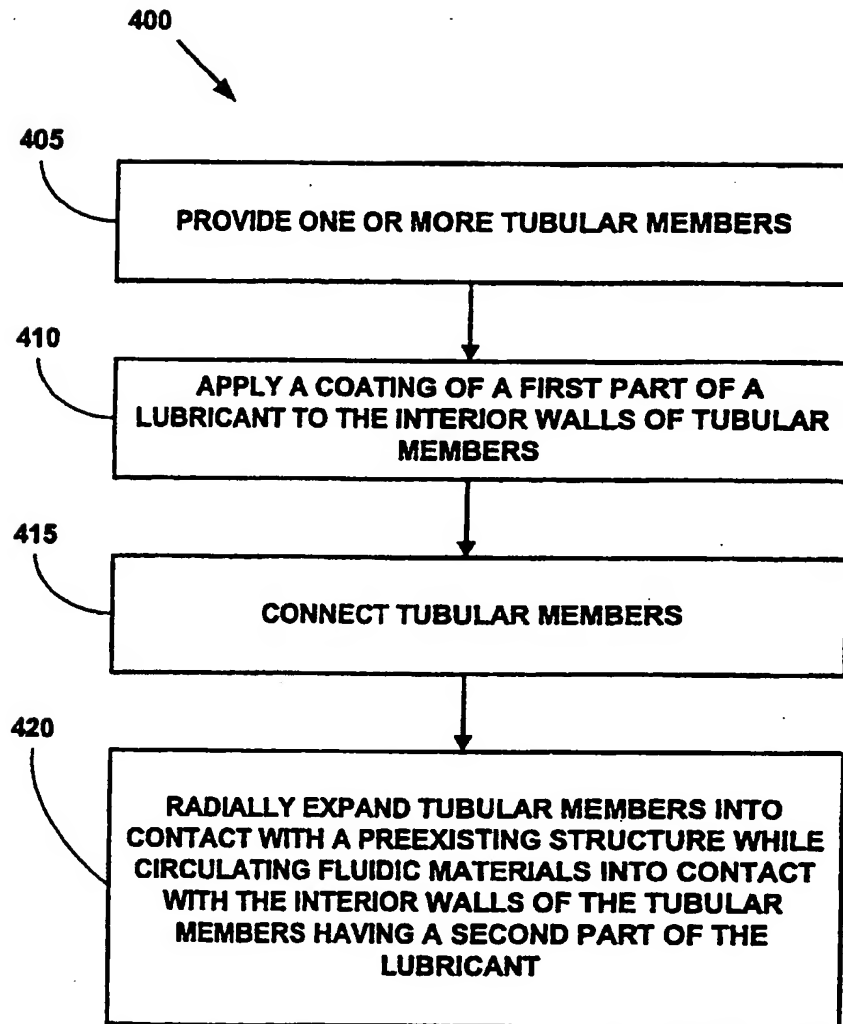 400
405
PROVIDE ONE OR MORE TUBULAR MEMBERS
410
APPLY A COATING OF A FIRST PART OF A
LUBRICANT TO THE INTERIOR WALLS OF TUBULAR
MEMBERS
415
CONNECT TUBULAR MEMBERS
420
RADIALLY EXPAND TUBULAR MEMBERS INTO
CONTACT WITH A PREEXISTING STRUCTURE WHILE
CIRCULATING FLUIDIC MATERIALS INTO CONTACT
WITH THE INTERIOR WALLS OF THE TUBULAR
MEMBERS HAVING A SECOND PART OF THE
LUBRICANT